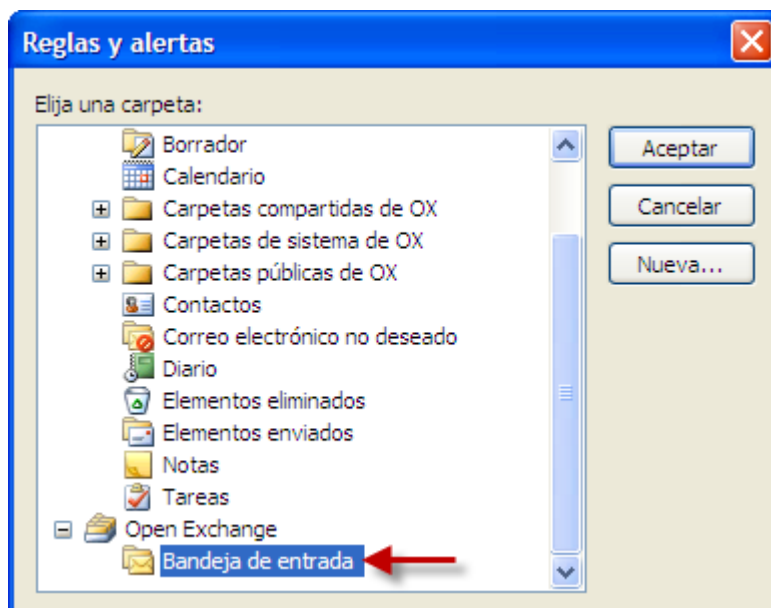 Reglas y alertas
Elija una carpeta:
Borrador
Calendario
Carpetas compartidas de OX
Carpetas de sistema de OX
Carpetas públicas de OX
Contactos
Correo electrónico no deseado
Diario
Elementos eliminados
Elementos enviados
Notas
Tareas
Open Exchange
Bandeja de entrada
Aceptar
Cancelar
Nueva...